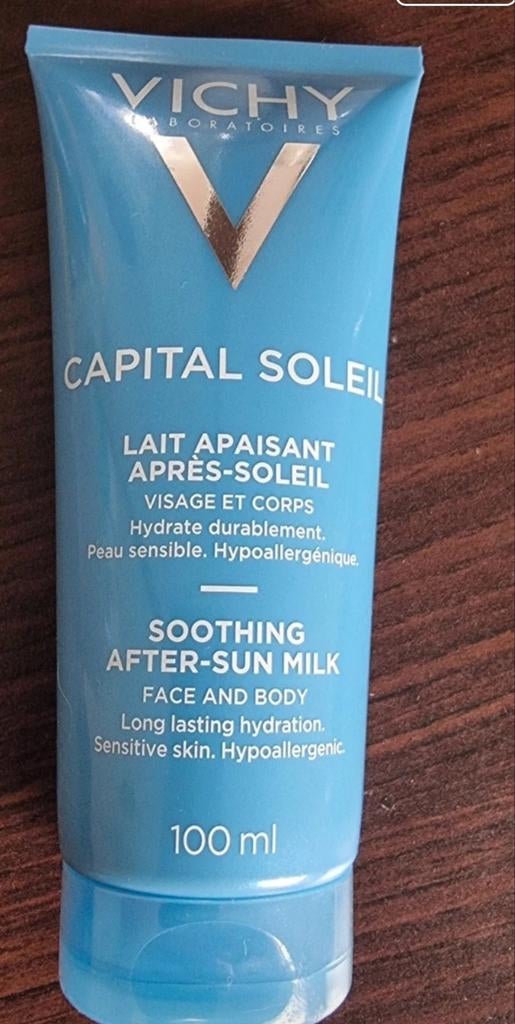 VICHY
LABORATOIRES
CAPITAL SOLEIL
LAIT APAISANT
APRÈS-SOLEIL
VISAGE ET CORPS
Hydrate durablement.
Peau sensible. Hypoallergénique.
SOOTHING
AFTER-SUN MILK
FACE AND BODY
Long lasting hydration.
Sensitive skin. Hypoallergenic.
100 ml